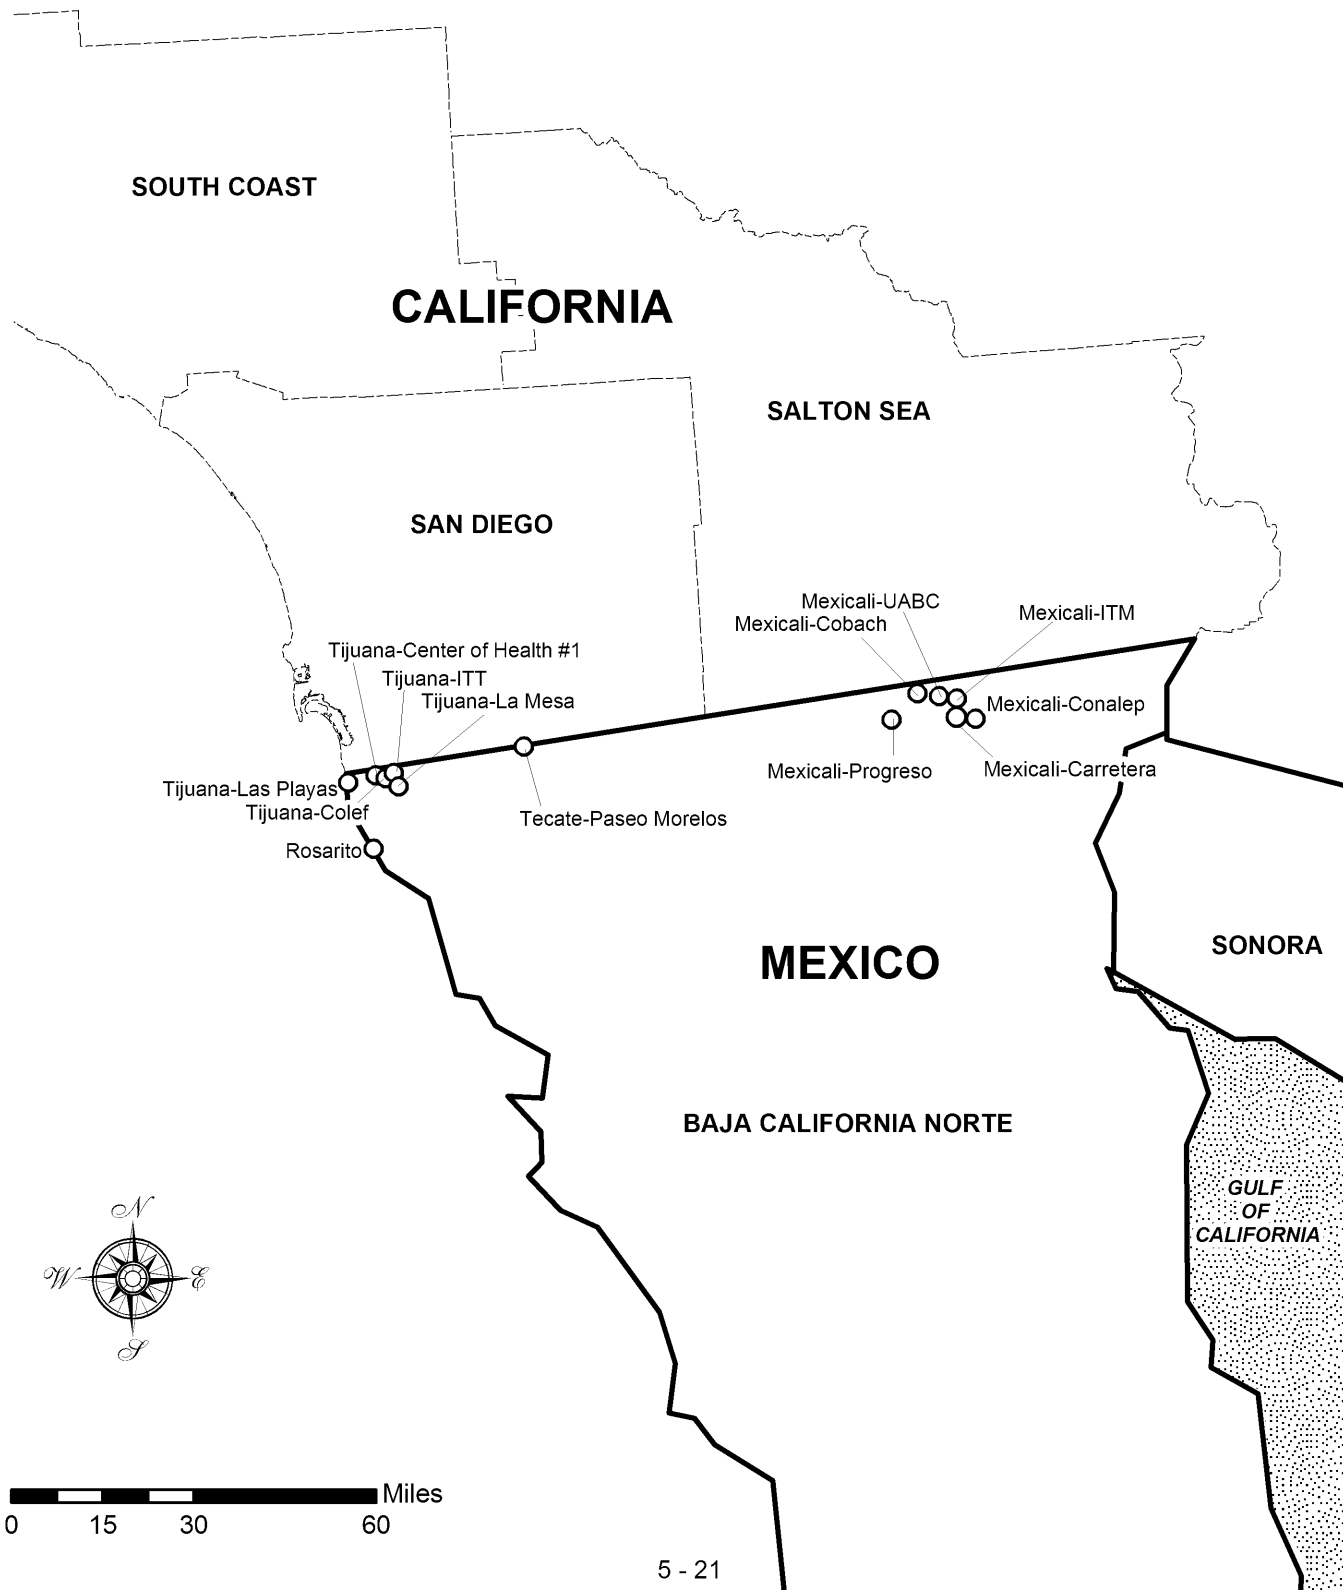 SOUTH COAST
CALIFORNIA
SALTON SEA
SAN DIEGO
Mexicali-UABC
Mexicali-ITM
Mexicali-Cobach
Tijuana-Center of Health #1
Tijuana-ITT
Tijuana-La Mesa
Mexicali-Conalep
Mexicali-Progreso
Mexicali-Carretera
Tijuana-Las Playas
Tijuana-Colef
Tecate-Paseo Morelos
Rosarito
SONORA
MEXICO
BAJA CALIFORNIA NORTE
GULF
OF
CALIFORNIA
N
W
E
S
Miles
0 15 30 60
5 - 21